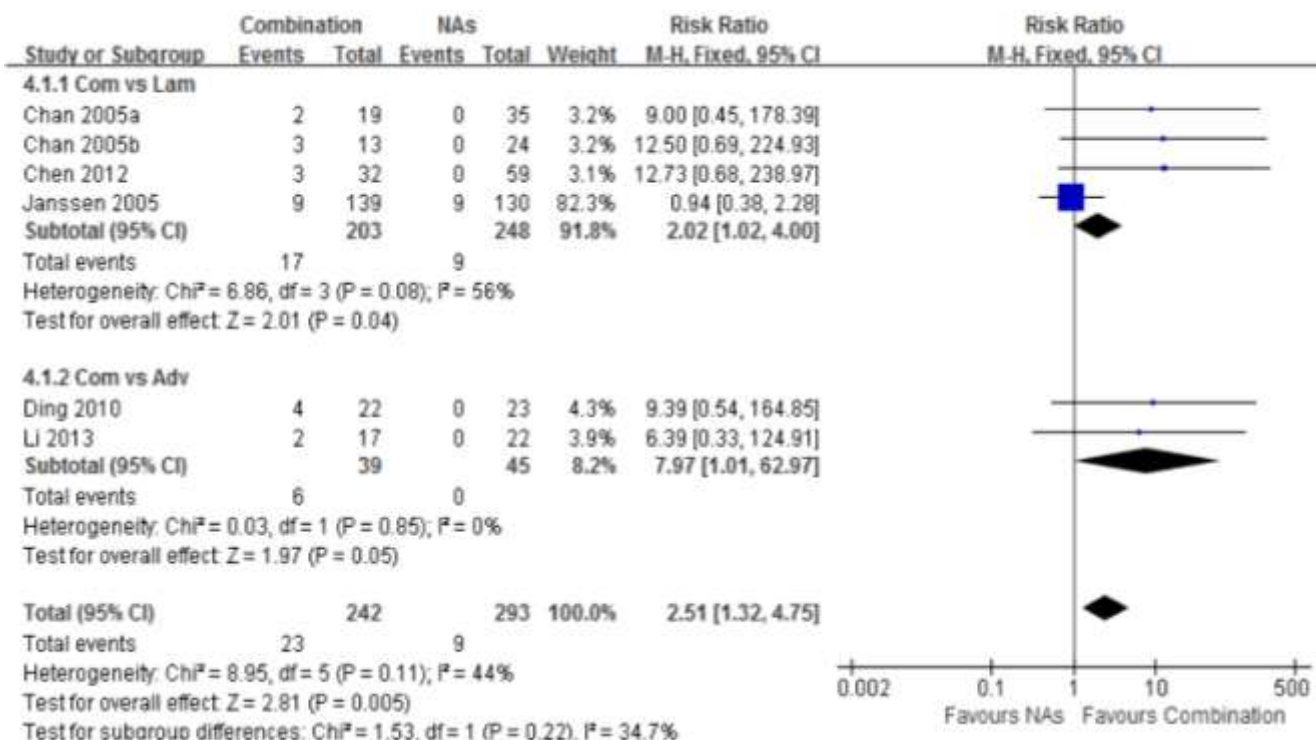 Combination NAs Risk Ratio Risk Ratio
Study or Subgroup Events Total Events Total Weight M-H, Fixed, 95% CI M-H, Fixed, 95% CI
4.1.1 Com vs Lam
Chan 2005a 2 19 0 35 3.2% 9.00 [0.45, 178.39]
Chan 2005b 3 13 0 24 3.2% 12.50 [0.69, 224.93]
Chen 2012 3 32 0 59 3.1% 12.73 [0.68, 238.97]
Janssen 2005 9 139 9 130 82.3% 0.94 [0.38, 2.28]
Subtotal (95% CI) 203 248 91.8% 2.02 [1.02, 4.00]
Total events 17 9
Heterogeneity: Chi² = 6.86, df = 3 (P = 0.08); I² = 56%
Test for overall effect: Z = 2.01 (P = 0.04)
4.1.2 Com vs Adv
Ding 2010 4 22 0 23 4.3% 9.39 [0.54, 164.85]
Li 2013 2 17 0 22 3.9% 6.39 [0.33, 124.91]
Subtotal (95% CI) 39 45 8.2% 7.97 [1.01, 62.97]
Total events 6 0
Heterogeneity: Chi² = 0.03, df = 1 (P = 0.85); I² = 0%
Test for overall effect: Z = 1.97 (P = 0.05)
Total (95% CI) 242 293 100.0% 2.51 [1.32, 4.75]
Total events 23 9
Heterogeneity: Chi² = 8.95, df = 5 (P = 0.11); I² = 44%
Test for overall effect: Z = 2.81 (P = 0.005)
Test for subgroup differences: Chi² = 1.53, df = 1 (P = 0.22), I² = 34.7%
0.002 0.1 1 10 500
Favours NAs Favours Combination